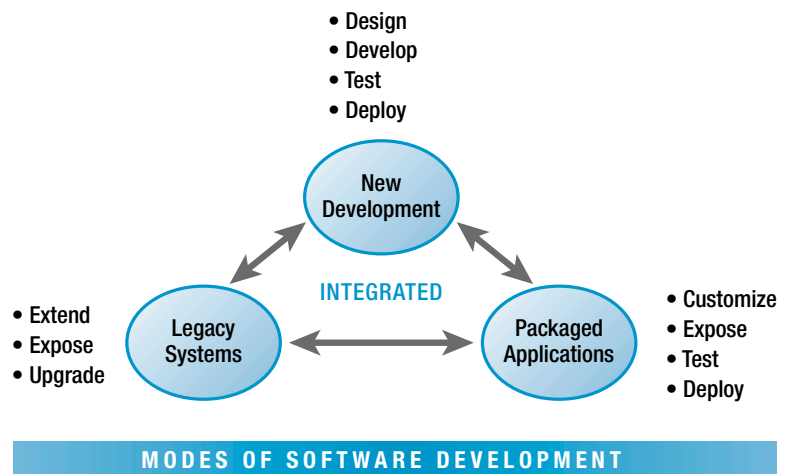 • Design
• Develop
• Test
• Deploy
New
Development
INTEGRATED
• Extend
• Expose
• Upgrade
Legacy
Systems
Packaged
Applications
• Customize
• Expose
• Test
• Deploy
MODES OF SOFTWARE DEVELOPMENT